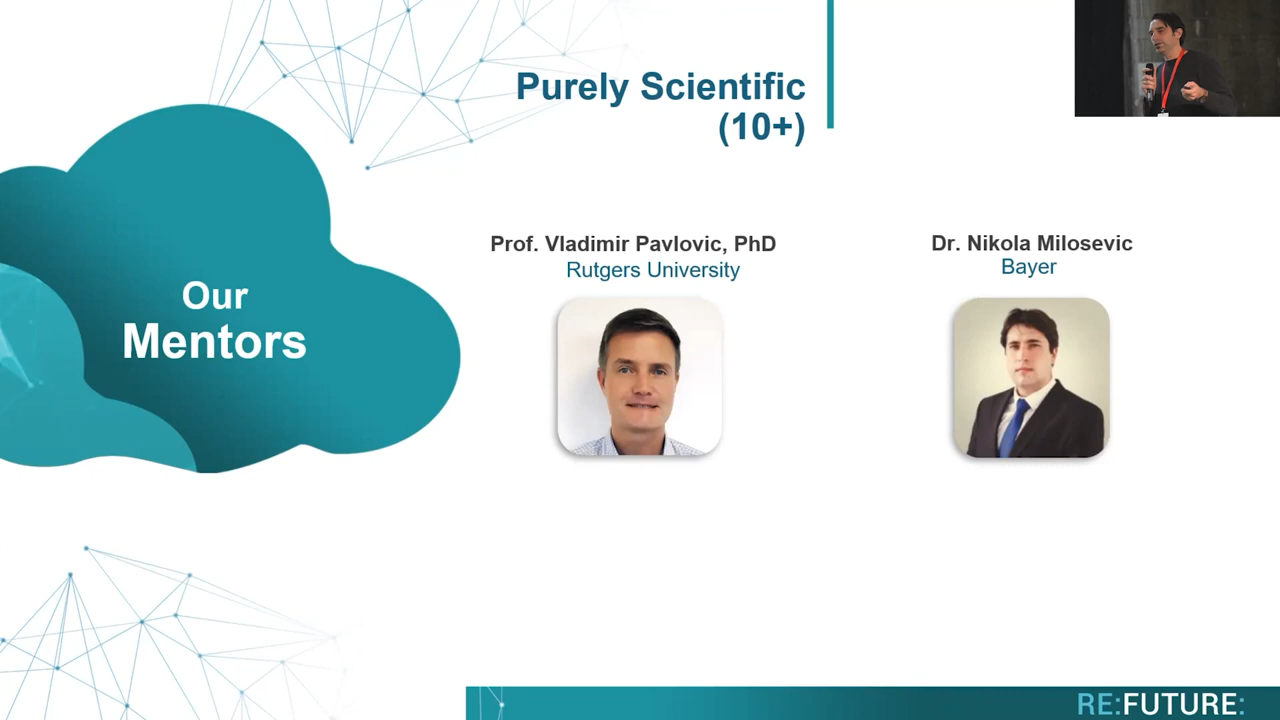 Purely Scientific
(10+)
Our
Mentors
Prof. Vladimir Pavlovic, PhD
Rutgers University
Dr. Nikola Milosevic
Bayer
RE:FUTURE: